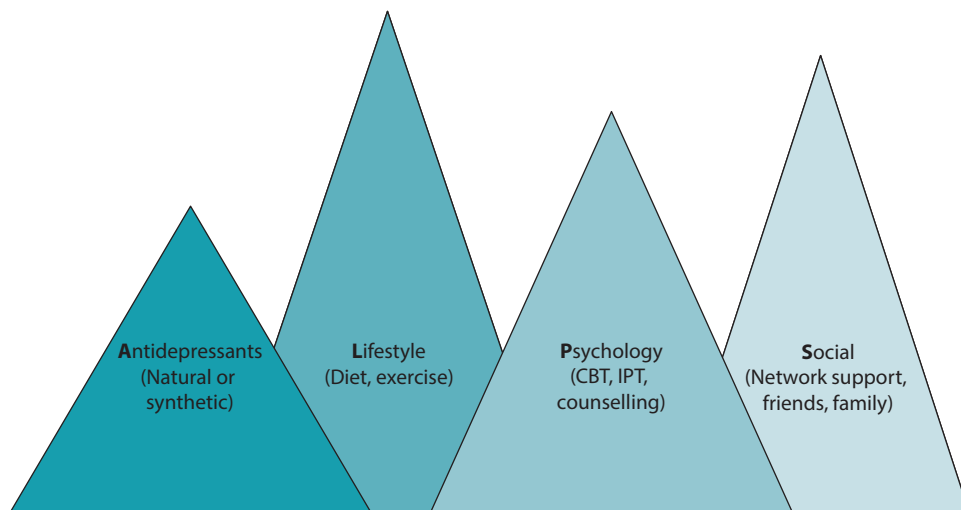 Antidepressants
(Natural or
synthetic)
Lifestyle
(Diet, exercise)
Psychology
(CBT, IPT,
counselling)
Social
(Network support,
friends, family)